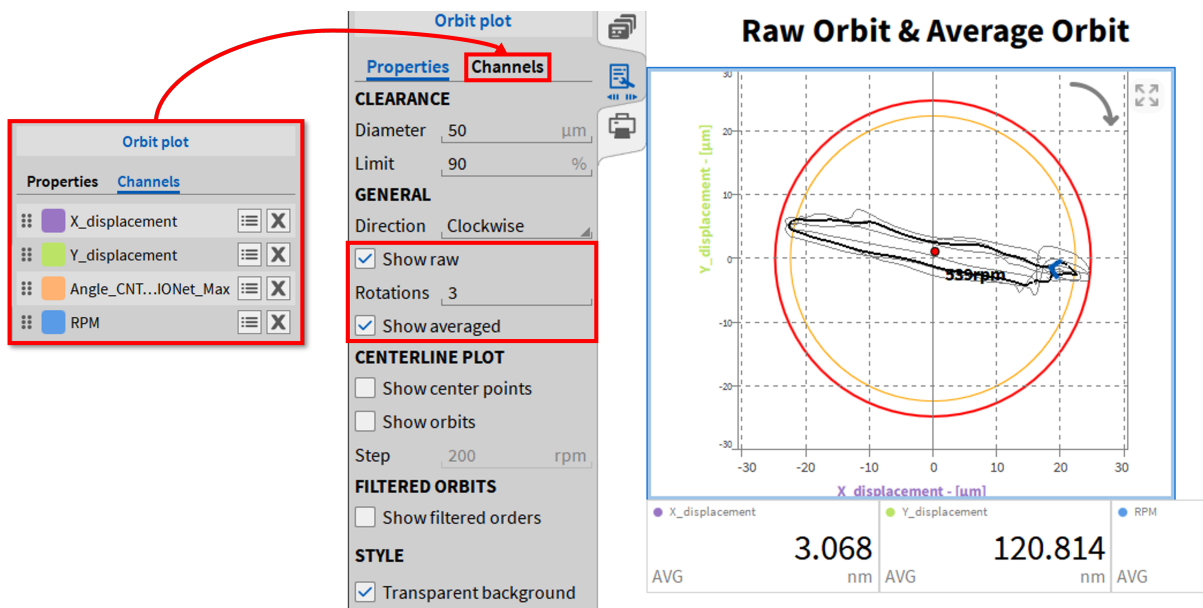 Orbit plot
Properties Channels
X_displacement
Y_displacement
Angle_CNT...IONet_Max
RPM
Orbit plot
Properties Channels
CLEARANCE
Diameter 50 µm
Limit 90 %
GENERAL
Direction Clockwise
Show raw
Rotations 3
Show averaged
CENTERLINE PLOT
Show center points
Show orbits
Step 200 rpm
FILTERED ORBITS
Show filtered orders
STYLE
Transparent background
Raw Orbit & Average Orbit
Y_displacement - [µm]
30
20
10
0
-10
-20
-30
539rpm
-30 -20 -10 0 10 20 30
X_displacement - [µm]
X_displacement
3.068
AVG nm
Y_displacement
120.814
AVG nm
RPM
AVG